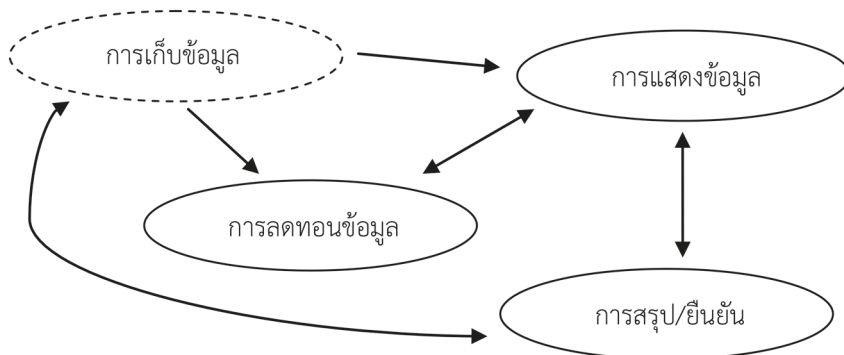 การเก็บข้อมูล
การแสดงข้อมูล
การลดทอนข้อมูล
การสรุป/ยืนยัน